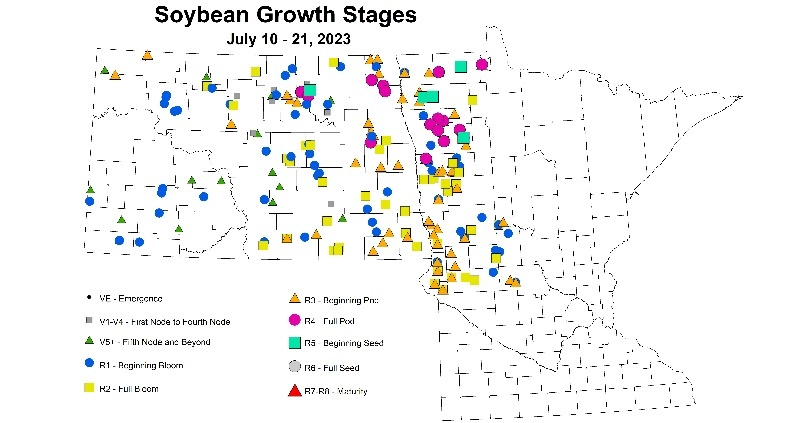 Soybean Growth Stages
July 10 - 21, 2023
VE - Emergence
V1-V4 - First Node to Fourth Node
V5+ - Fifth Node and Beyond
R1 - Beginning Bloom
R2 - Full Bloom
R3 - Beginning Pod
R4 - Full Pod
R5 - Beginning Seed
R6 - Full Seed
R7-R8 - Maturity